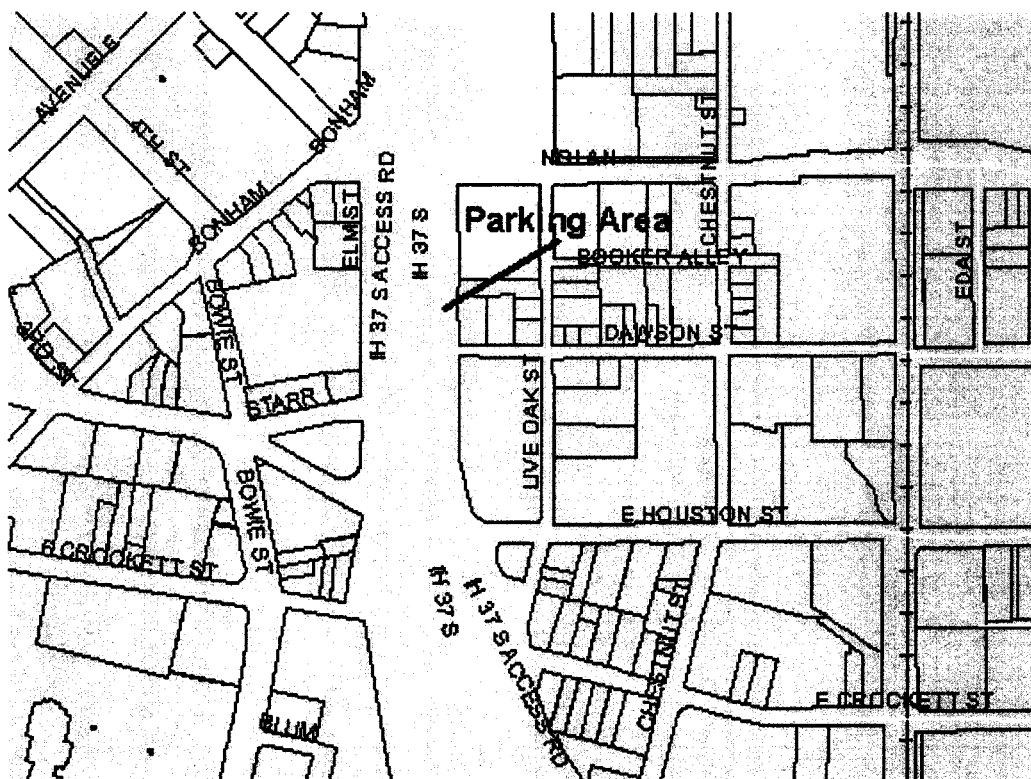 AVENUE E
4TH ST
BONHAM
BONHAM
NOLAN
CHESTNUT ST
IH 37 S ACCESS RD
IH 37 S
ELM ST
Parking Area
BOOKER ALLEY
EDA ST
3RD ST
BOWIE ST
DAWSON ST
STARR
LIVE OAK ST
BOWIE ST
E HOUSTON ST
E CROCKETT ST
IH 37 S
IH 37 S ACCESS RD
CHESTNUT ST
E CROCKETT ST
BLUM